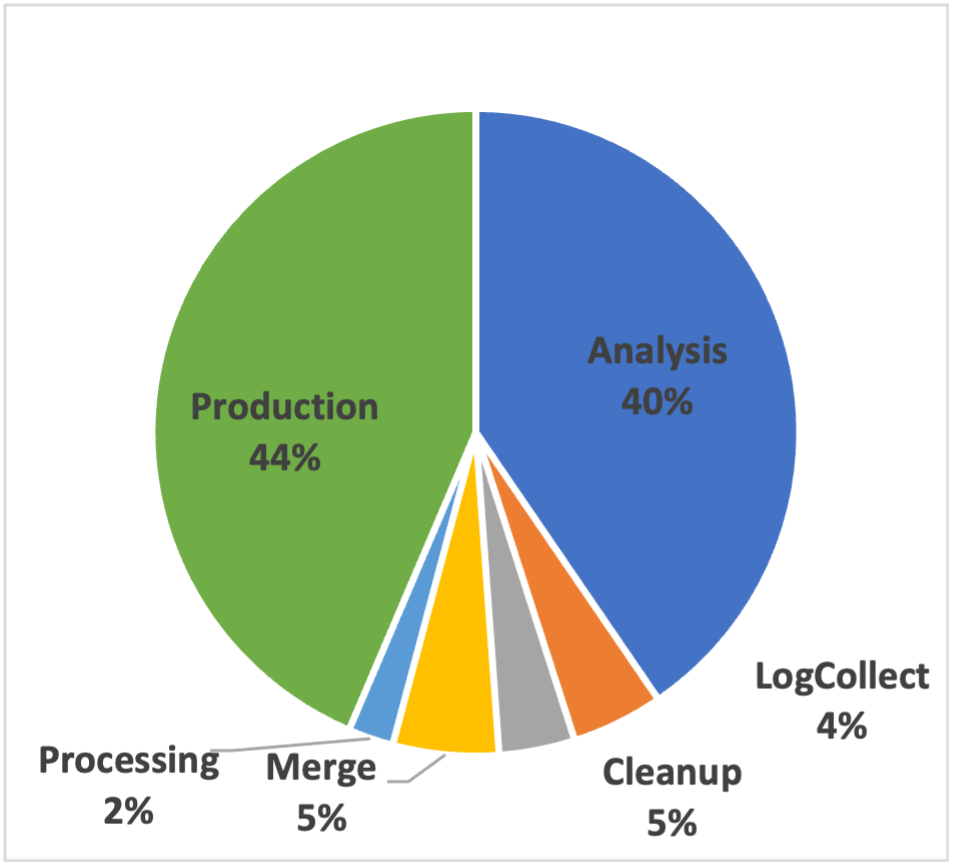 Analysis
40%
Production
44%
LogCollect
4%
Processing
2%
Merge
5%
Cleanup
5%